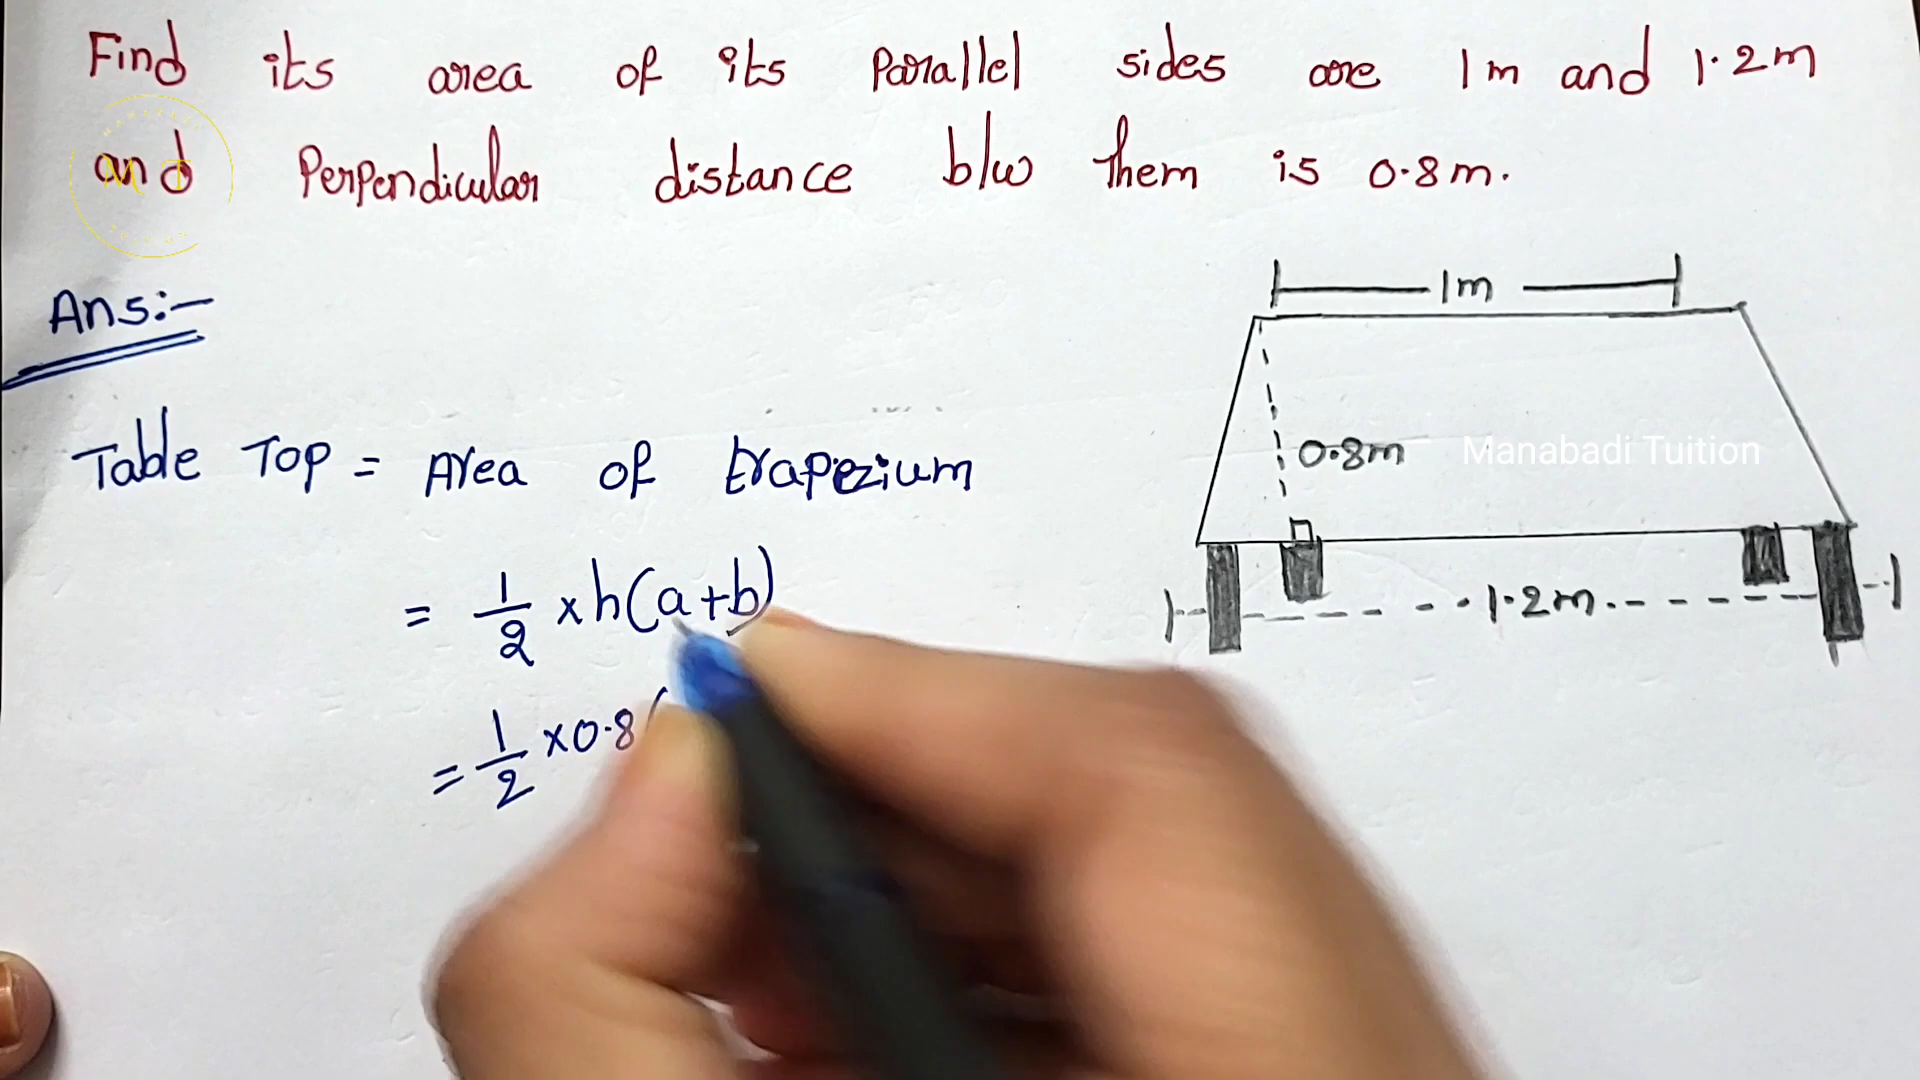 Find its area of its Parallel sides are 1m and 1.2m
and Perpendicular distance b/w them is 0.8m.
Ans:-
1m
Table Top = Area of trapezium
0.8m
Manabadi Tuition
= 1/2 × h(a+b)
1.2m
= 1/2 ×0.8(